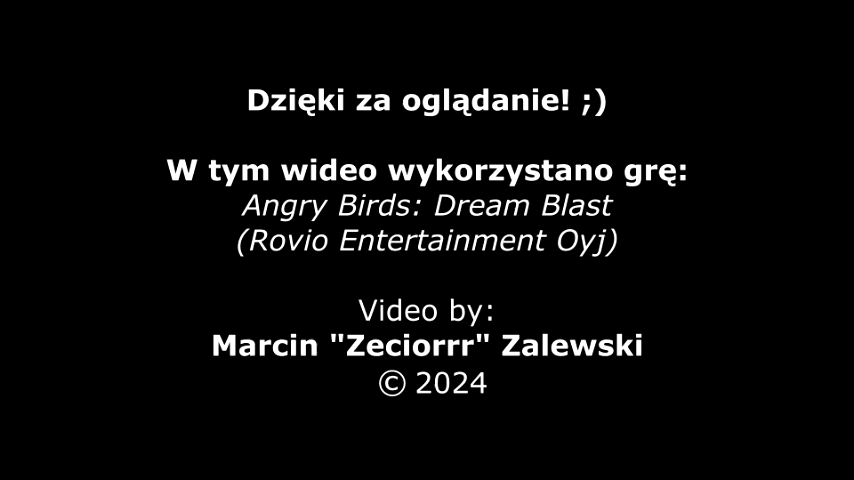 Dzięki za oglądanie! ;)
W tym wideo wykorzystano grę:
Angry Birds: Dream Blast
(Rovio Entertainment Oyj)
Video by:
Marcin "Zeciorrr" Zalewski
© 2024